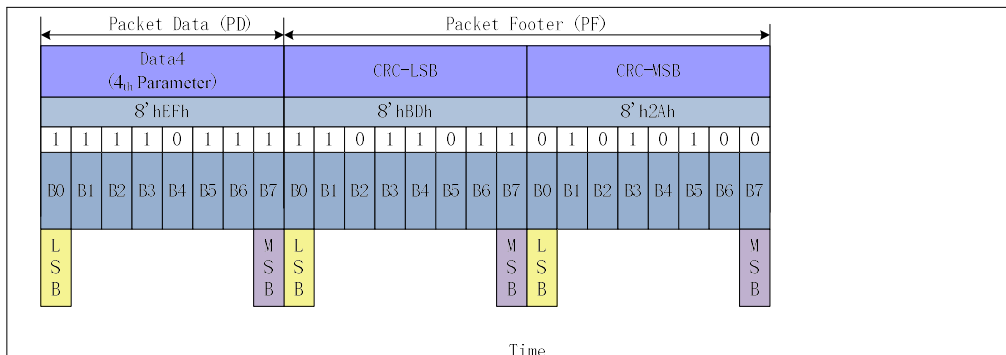 Packet Data (PD) Packet Footer (PF)
Data4 CRC-LSB CRC-MSB
(4th Parameter)
8'hEFh 8'hBDh 8'h2Ah
1 1 1 1 0 1 1 1 1 0 1 1 1 1 0 1 0 1 0 1 0 1 0 0
B0 B1 B2 B3 B4 B5 B6 B7 B0 B1 B2 B3 B4 B5 B6 B7 B0 B1 B2 B3 B4 B5 B6 B7
L M L M L M
S S S S S S
B B B B B B
Time